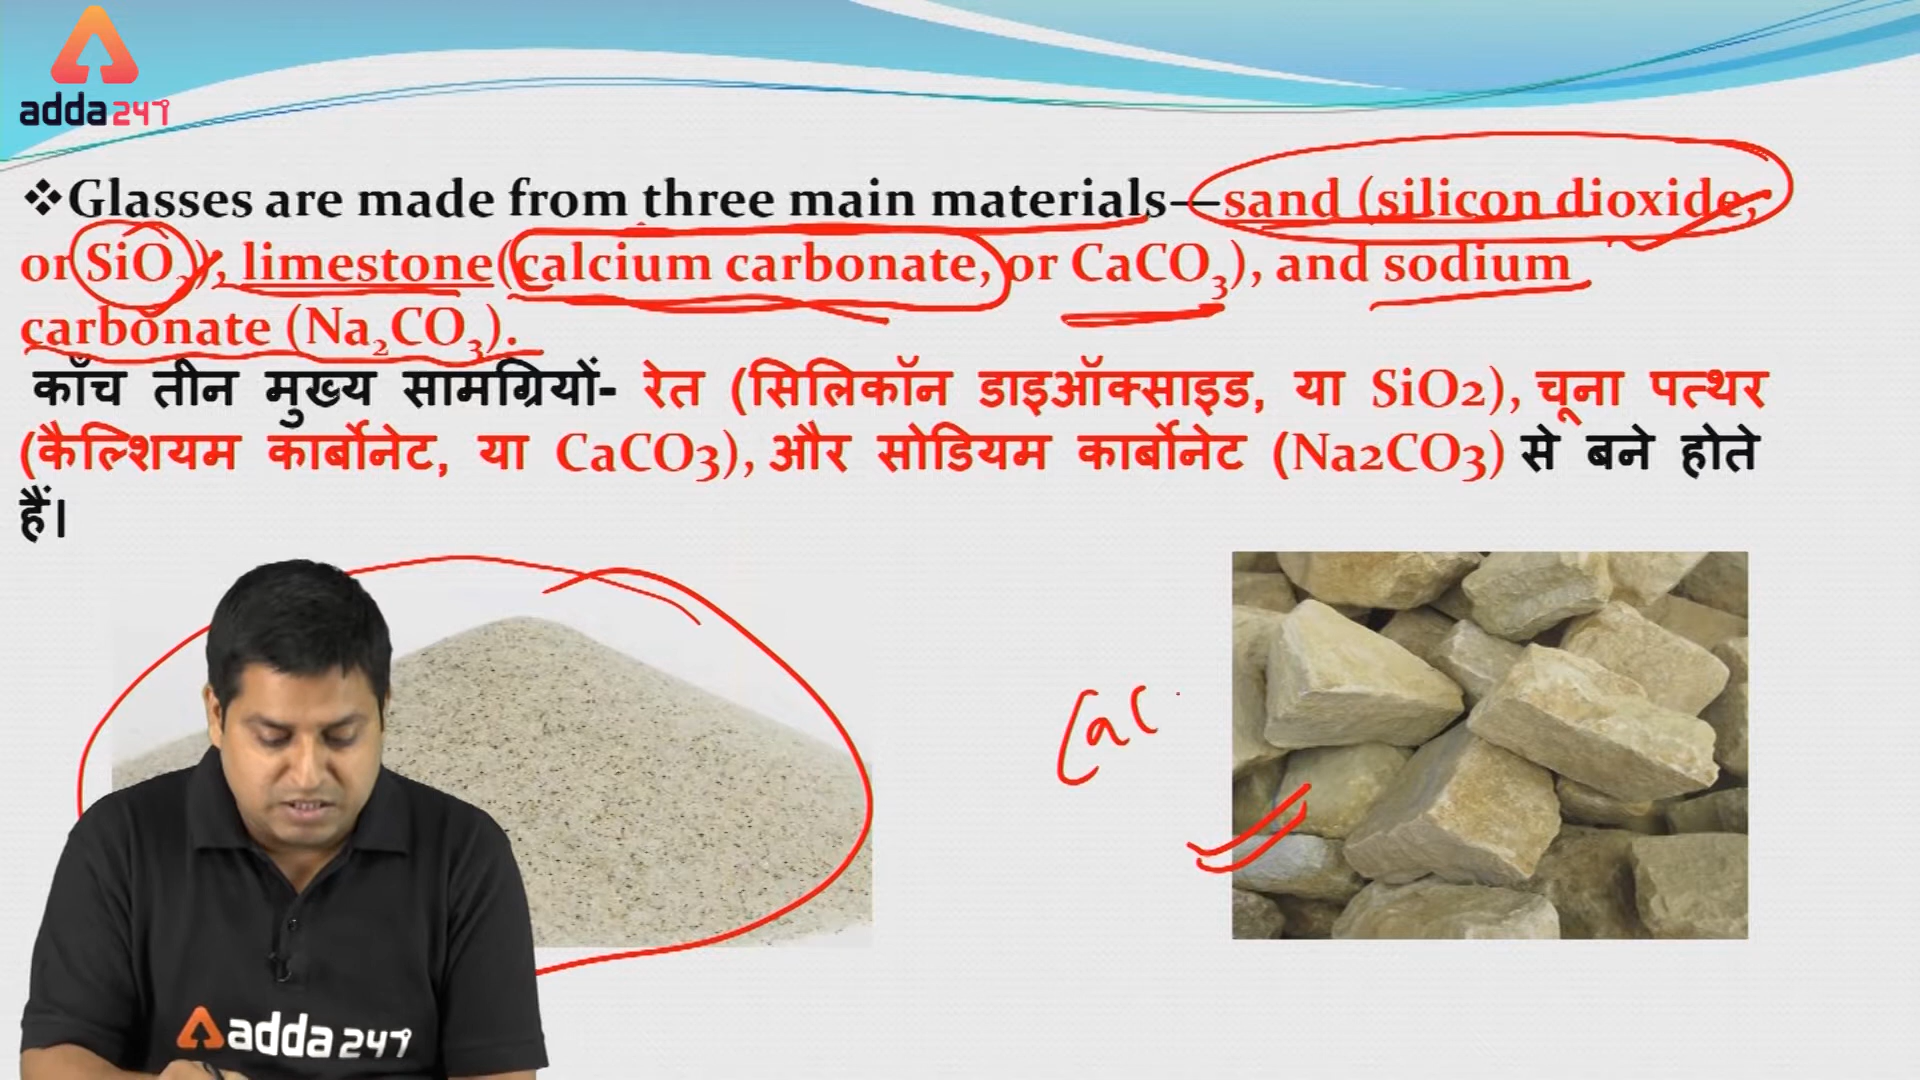 adda247
❖Glasses are made from three main materials—sand (silicon dioxide,
or SiO₂), limestone(calcium carbonate, or CaCO₃), and sodium
carbonate (Na₂CO₃).
काँच तीन मुख्य सामग्रियों- रेत (सिलिकॉन डाइऑक्साइड, या SiO2), चूना पत्थर
(कैल्शियम कार्बोनेट, या CaCO3), और सोडियम कार्बोनेट (Na2CO3) से बने होते
हैं।
CaC
adda247